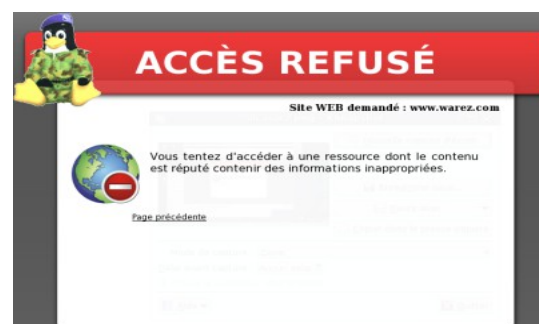 ACCÈS REFUSÉ
Site WEB demandé : www.warez.com
Vous tentez d'accéder à une ressource dont le contenu
est réputé contenir des informations inappropriées.
Page précédente